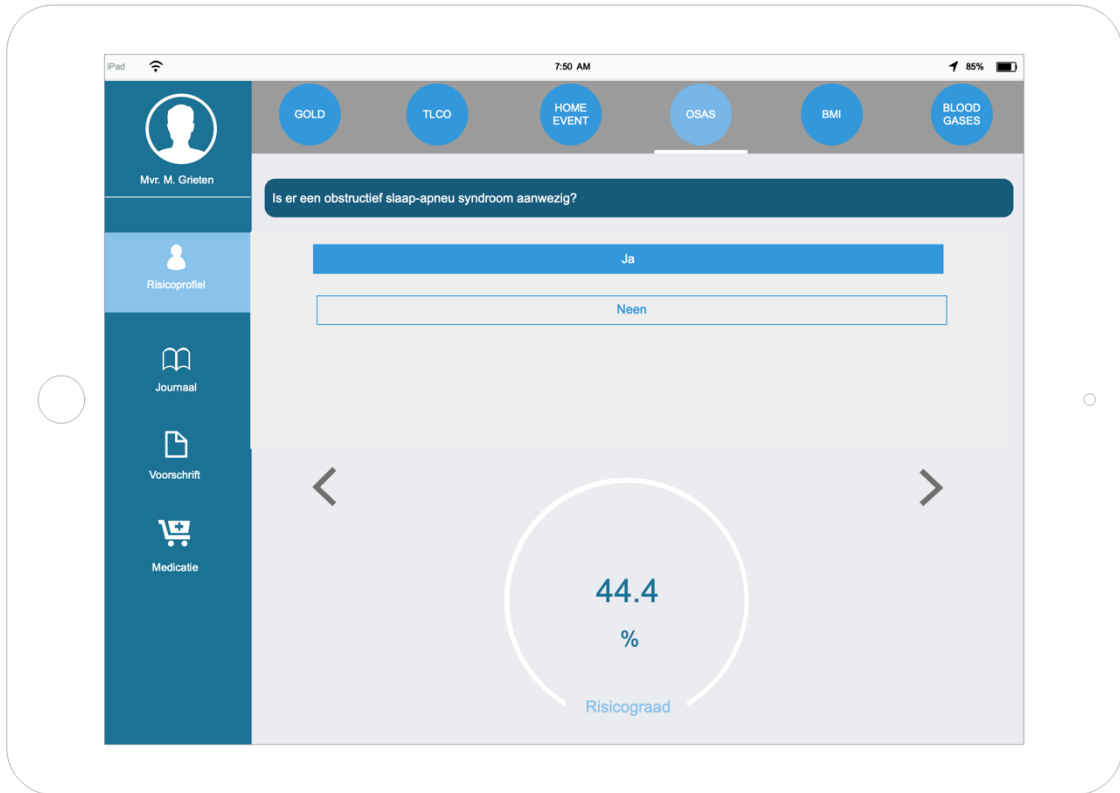 iPad
7:50 AM
85%
Mvr. M. Grieten
Risicoprofiel
Journaal
Voorschrift
Medicatie
GOLD
TLCO
HOME
EVENT
OSAS
BMI
BLOOD
GASES
Is er een obstructief slaap-apneu syndroom aanwezig?
Ja
Neen
44.4
%
Risicograad